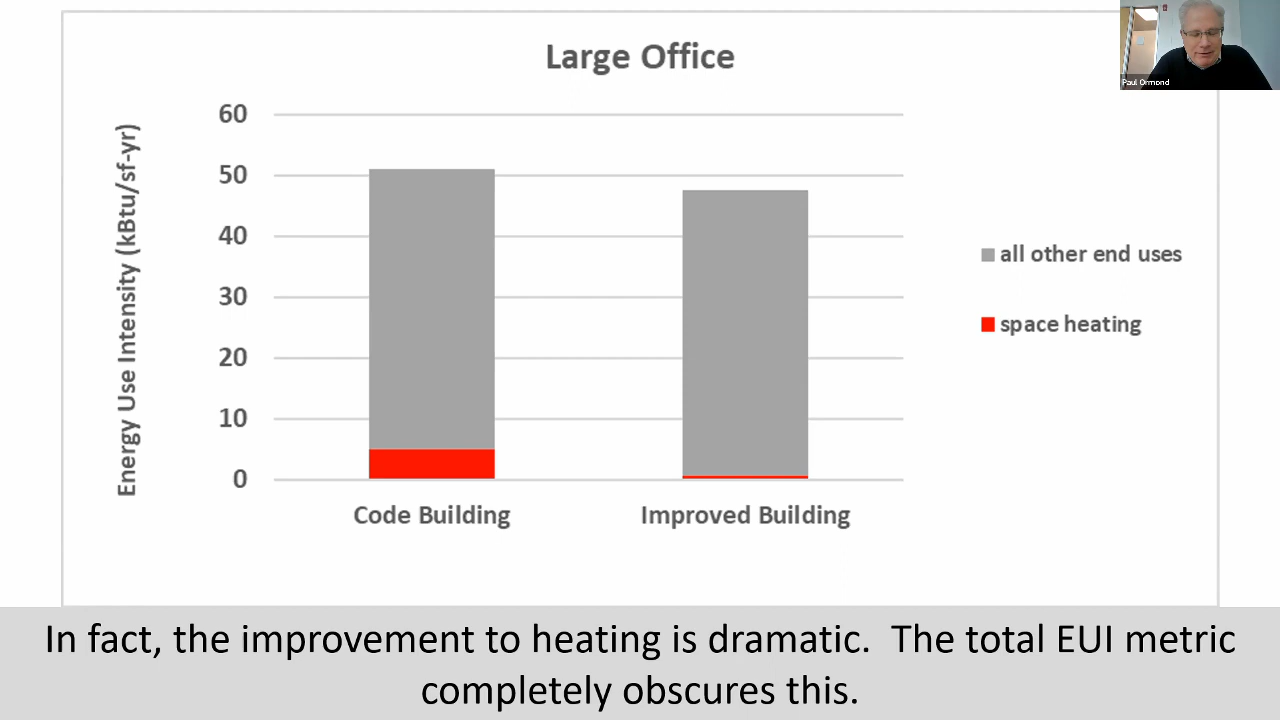 Large Office
Paul Ormond
Energy Use Intensity (kBtu/sf-yr)
60
50
40
30
20
10
0
Code Building
Improved Building
all other end uses
space heating
In fact, the improvement to heating is dramatic.  The total EUI metric
completely obscures this.